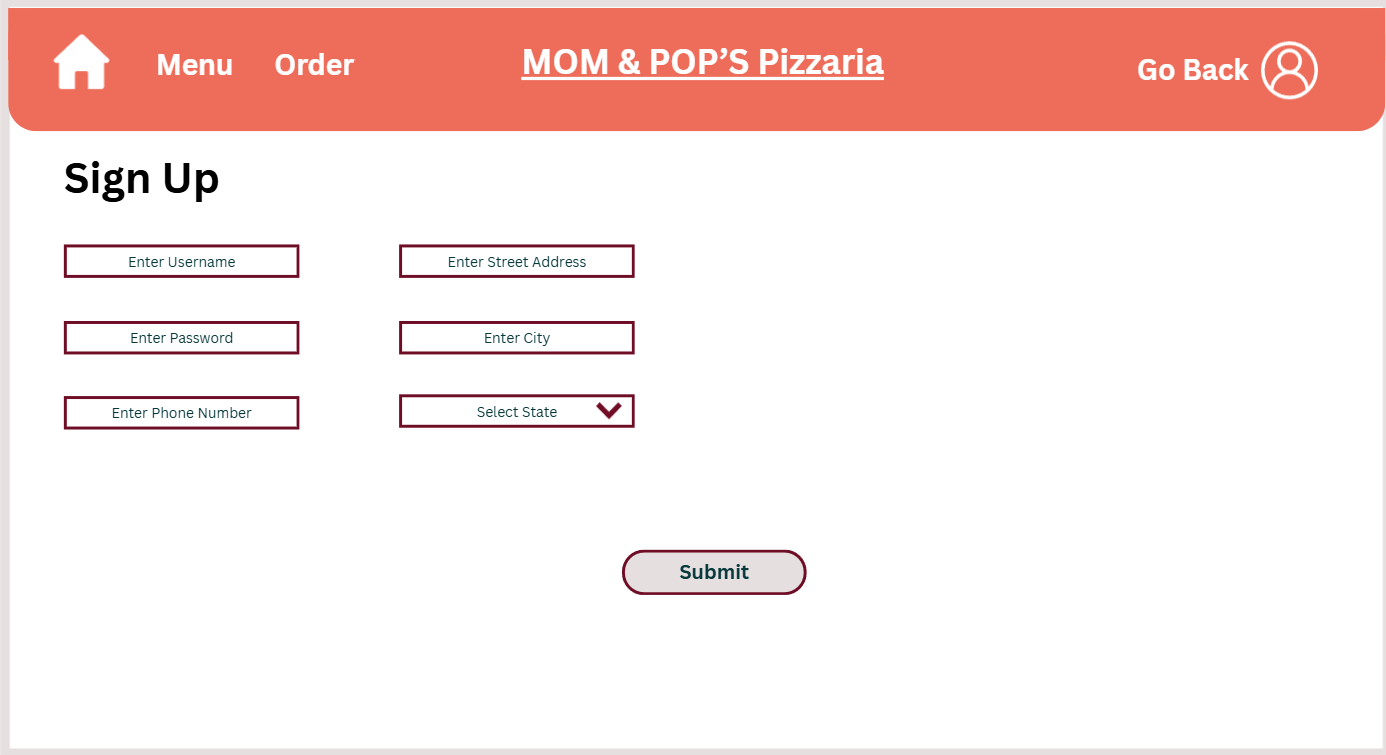 Menu Order MOM & POP’S Pizzaria Go Back
Sign Up
Enter Username Enter Street Address
Enter Password Enter City
Enter Phone Number Select State
Submit